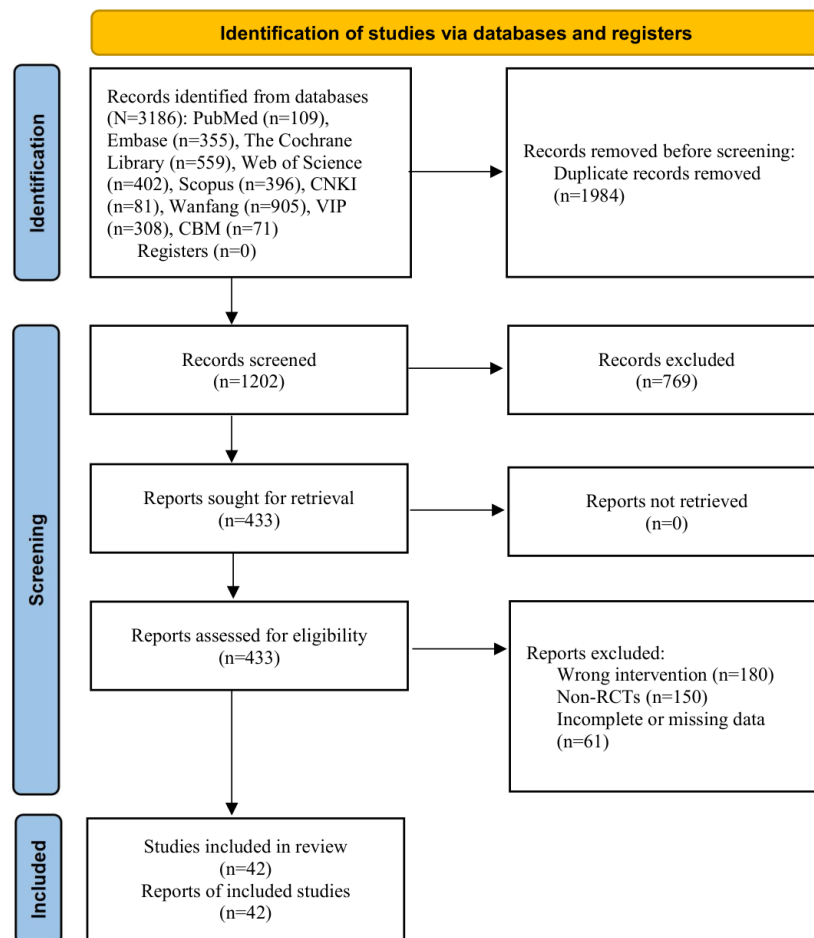 Identification of studies via databases and registers
Identification
Records identified from databases
(N=3186): PubMed (n=109),
Embase (n=355), The Cochrane
Library (n=559), Web of Science
(n=402), Scopus (n=396), CNKI
(n=81), Wanfang (n=905), VIP
(n=308), CBM (n=71)
Registers (n=0)
Records removed before screening:
Duplicate records removed
(n=1984)
Screening
Records screened
(n=1202)
Records excluded
(n=769)
Reports sought for retrieval
(n=433)
Reports not retrieved
(n=0)
Reports assessed for eligibility
(n=433)
Reports excluded:
Wrong intervention (n=180)
Non-RCTs (n=150)
Incomplete or missing data
(n=61)
Included
Studies included in review
(n=42)
Reports of included studies
(n=42)